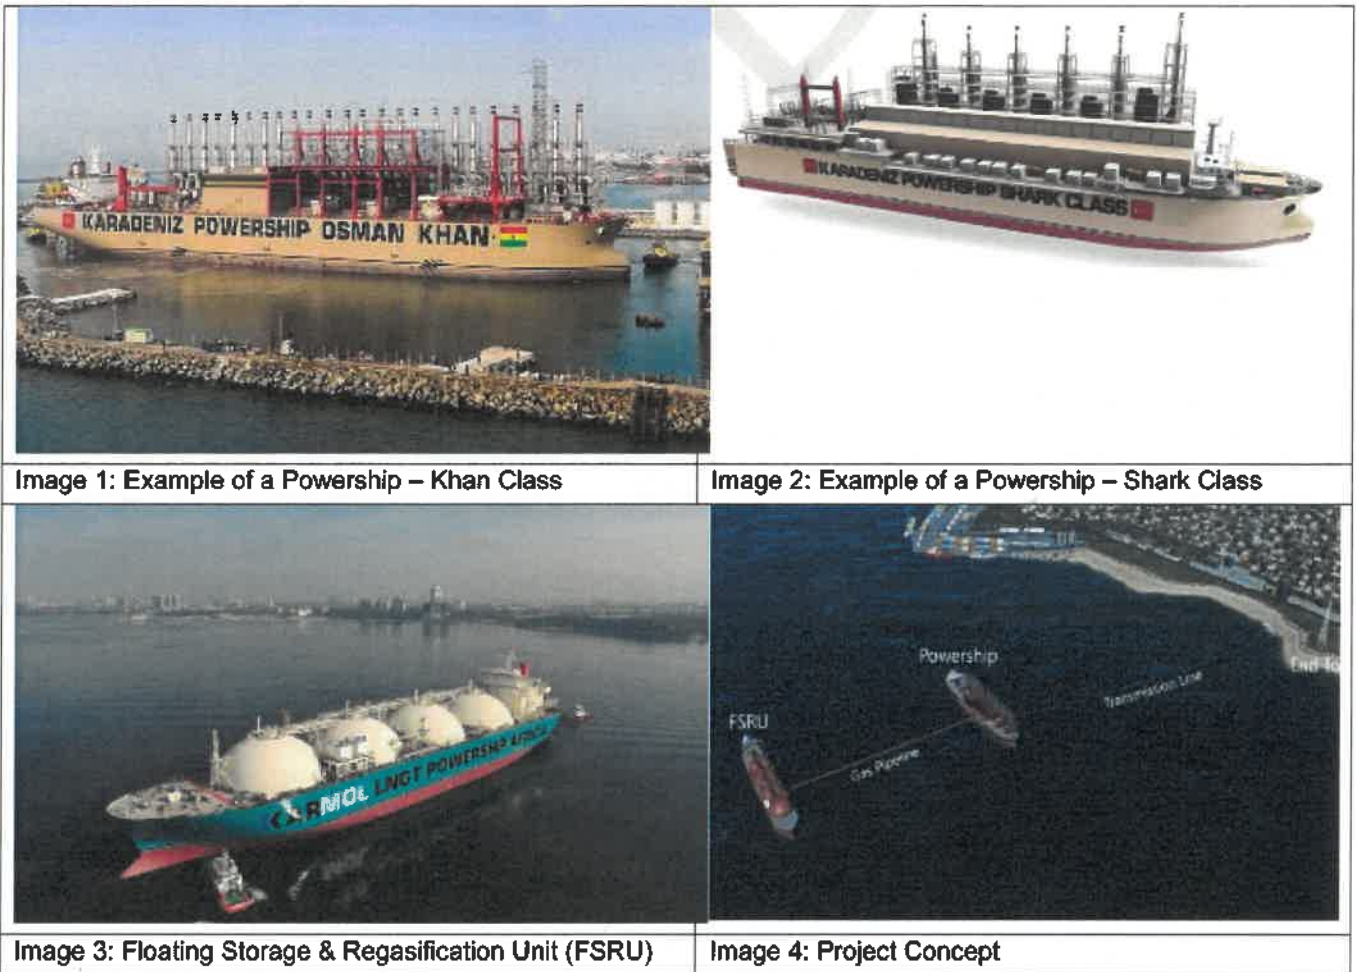 KARADENIZ POWERSHIP OSMAN KHAN
KARADENIZ POWERSHIP SHARK CLASS
Image 1: Example of a Powership – Khan Class
Image 2: Example of a Powership – Shark Class
KARMOL LNGT POWERSHIP AFRICA
Powership
Transmission Line
End To
FSRU
Gas Pipeline
Image 3: Floating Storage & Regasification Unit (FSRU)
Image 4: Project Concept